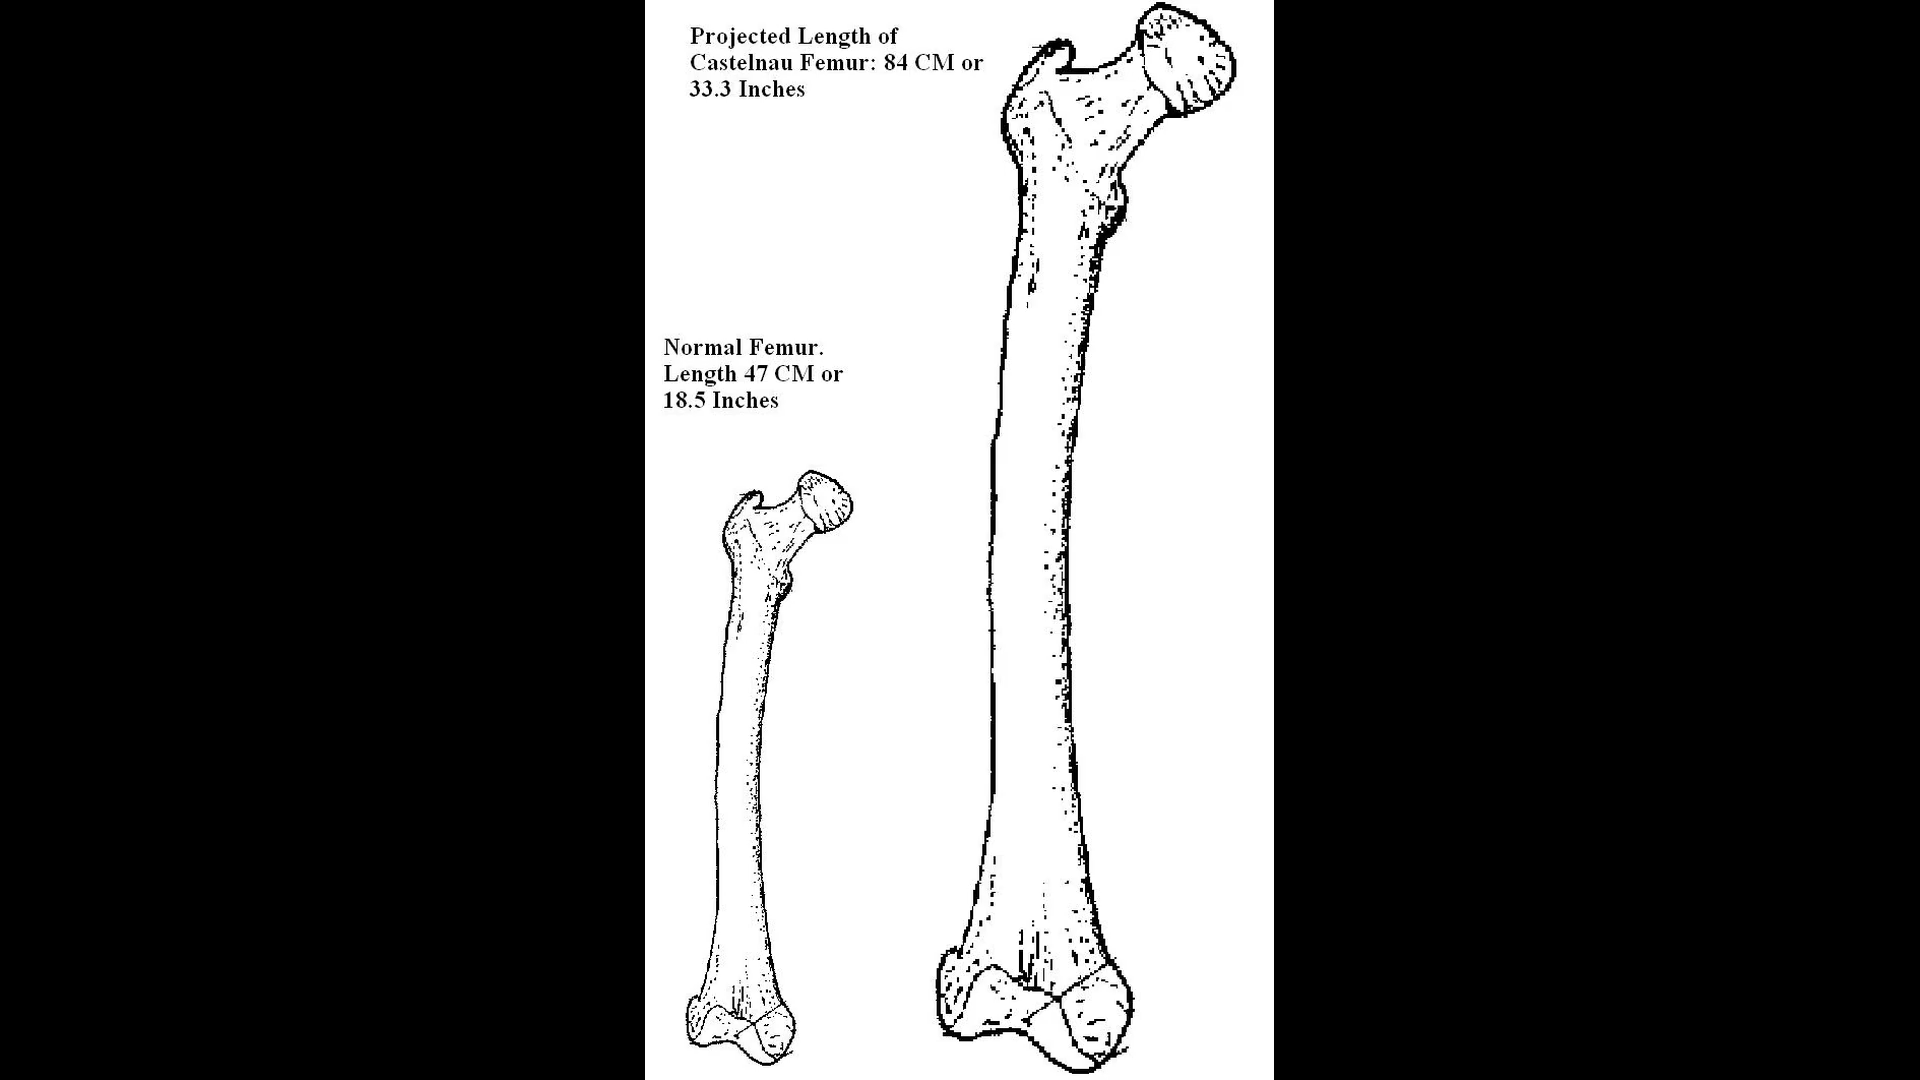 Projected Length of
Castelnau Femur: 84 CM or
33.3 Inches
Normal Femur.
Length 47 CM or
18.5 Inches